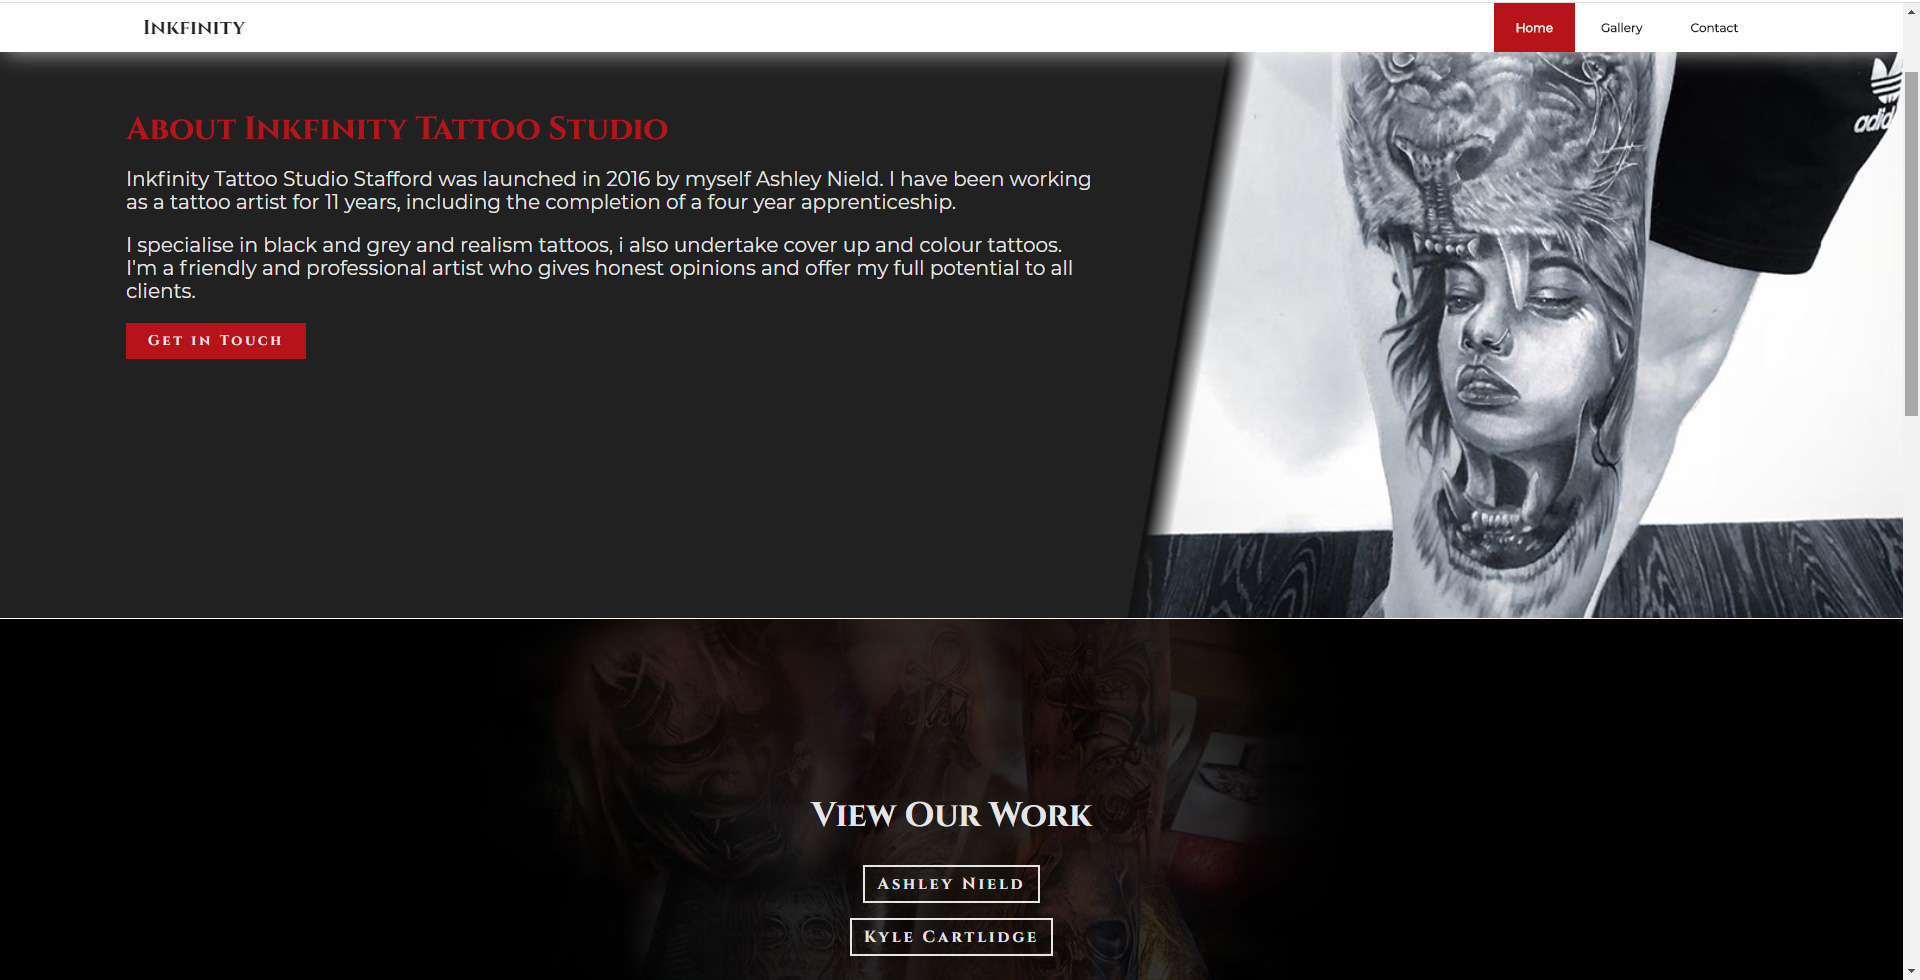 Inkfinity
Home
Gallery
Contact
About Inkfinity Tattoo Studio
Inkfinity Tattoo Studio Stafford was launched in 2016 by myself Ashley Nield. I have been working
as a tattoo artist for 11 years, including the completion of a four year apprenticeship.
I specialise in black and grey and realism tattoos, i also undertake cover up and colour tattoos.
I'm a friendly and professional artist who gives honest opinions and offer my full potential to all
clients.
Get in Touch
adid
View Our Work
Ashley Nield
Kyle Cartlidge